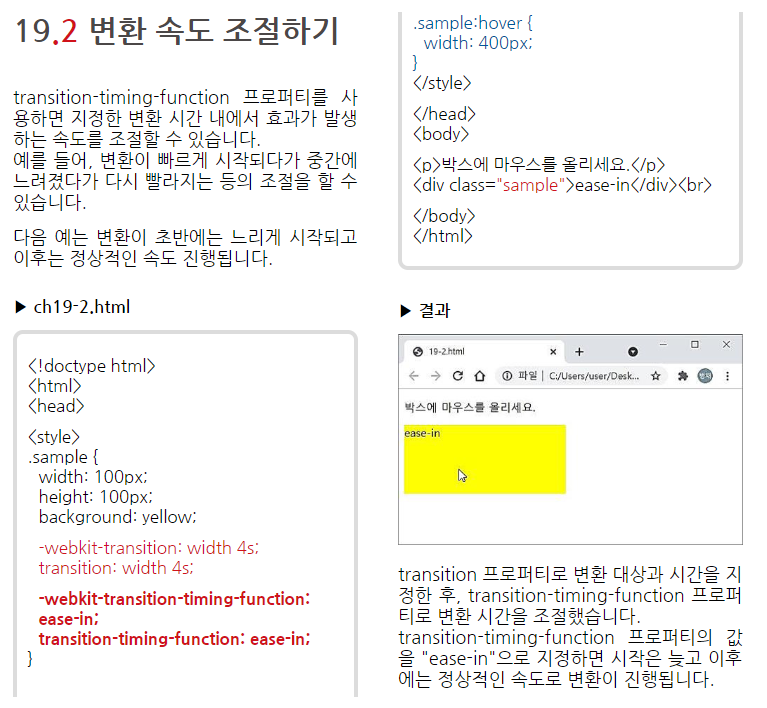 19.2 변환 속도 조절하기
transition-timing-function 프로퍼티를 사
용하면 지정한 변환 시간 내에서 효과가 발생
하는 속도를 조절할 수 있습니다.
예를 들어, 변환이 빠르게 시작되다가 중간에
느려졌다가 다시 빨라지는 등의 조절을 할 수
있습니다.
다음 예는 변환이 초반에는 느리게 시작되고
이후는 정상적인 속도 진행됩니다.
▶ ch19-2.html
<!doctype html>
<html>
<head>
<style>
.sample {
width: 100px;
height: 100px;
background: yellow;
-webkit-transition: width 4s;
transition: width 4s;
-webkit-transition-timing-function:
ease-in;
transition-timing-function: ease-in;
}
.sample:hover {
width: 400px;
}
</style>
</head>
<body>
<p>박스에 마우스를 올리세요.</p>
<div class="sample">ease-in</div><br>
</body>
</html>
▶ 결과
19-2.html
파일 | C:/Users/user/Desk...
박스에 마우스를 올리세요.
ease-in
transition 프로퍼티로 변환 대상과 시간을 지
정한 후, transition-timing-function 프로퍼
티로 변환 시간을 조절했습니다.
transition-timing-function 프로퍼티의 값
을 "ease-in"으로 지정하면 시작은 늦고 이후
에는 정상적인 속도로 변환이 진행됩니다.